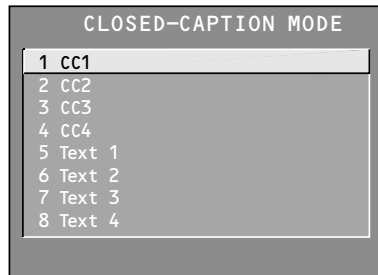 CLOSED-CAPTION MODE
1 CC1
2 CC2
3 CC3
4 CC4
5 Text 1
6 Text 2
7 Text 3
8 Text 4